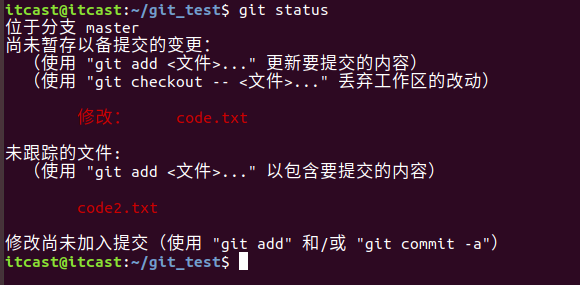 itcast@itcast:~/git_test$ git status
位于分支 master
尚未暂存以备提交的变更：
（使用 "git add <文件>..." 更新要提交的内容）
（使用 "git checkout -- <文件>..." 丢弃工作区的改动）
修改： code.txt
未跟踪的文件:
（使用 "git add <文件>..." 以包含要提交的内容）
code2.txt
修改尚未加入提交（使用 "git add" 和/或 "git commit -a"）
itcast@itcast:~/git_test$